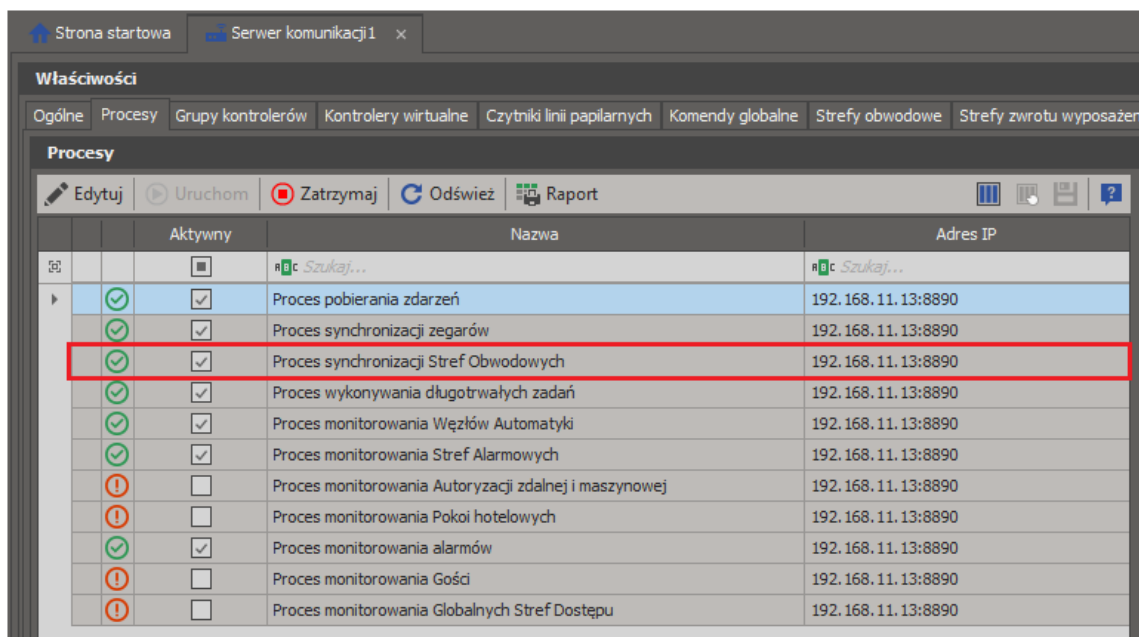 Strona startowa Serwer komunikacji1 ×
Właściwości
Ogólne Procesy Grupy kontrolerów Kontrolery wirtualne Czytniki linii papilarnych Komendy globalne Strefy obwodowe Strefy zwrotu wyposażen
Procesy
Edytuj Uruchom Zatrzymaj Odśwież Raport ?
Aktywny Nazwa Adres IP
ABC Szukaj... ABC Szukaj...
Proces pobierania zdarzeń 192.168.11.13:8890
Proces synchronizacji zegarów 192.168.11.13:8890
Proces synchronizacji Stref Obwodowych 192.168.11.13:8890
Proces wykonywania długotrwałych zadań 192.168.11.13:8890
Proces monitorowania Węzłów Automatyki 192.168.11.13:8890
Proces monitorowania Stref Alarmowych 192.168.11.13:8890
Proces monitorowania Autoryzacji zdalnej i maszynowej 192.168.11.13:8890
Proces monitorowania Pokoi hotelowych 192.168.11.13:8890
Proces monitorowania alarmów 192.168.11.13:8890
Proces monitorowania Gości 192.168.11.13:8890
Proces monitorowania Globalnych Stref Dostępu 192.168.11.13:8890